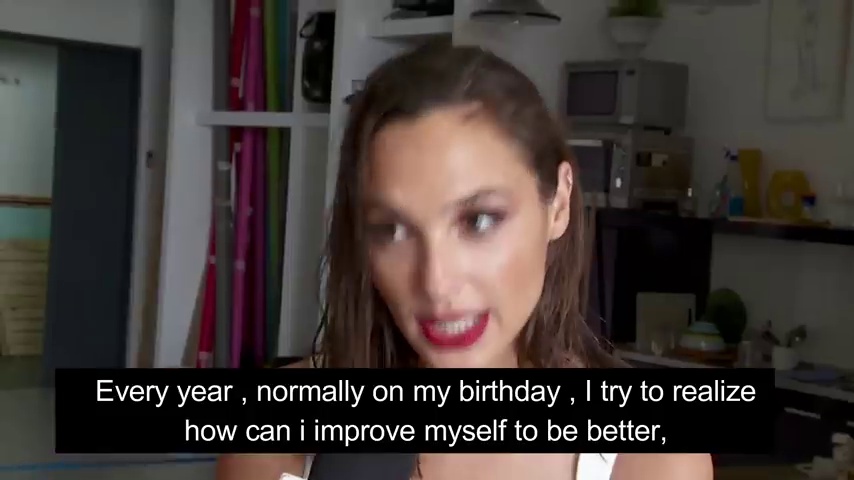 Every year , normally on my birthday , I try to realize
how can i improve myself to be better,